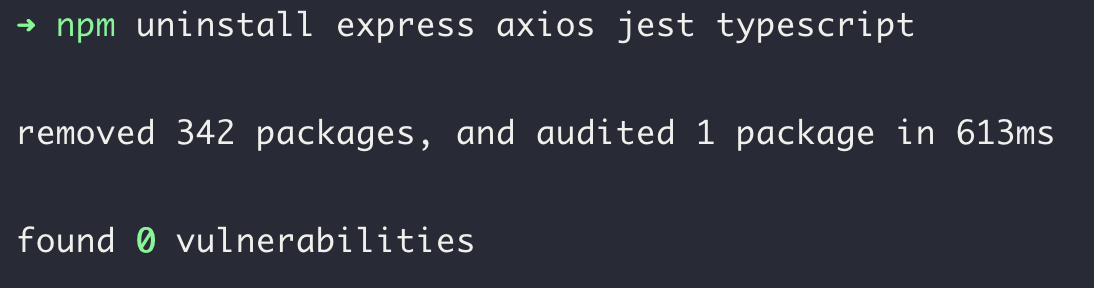 ➜ npm uninstall express axios jest typescript
removed 342 packages, and audited 1 package in 613ms
found 0 vulnerabilities